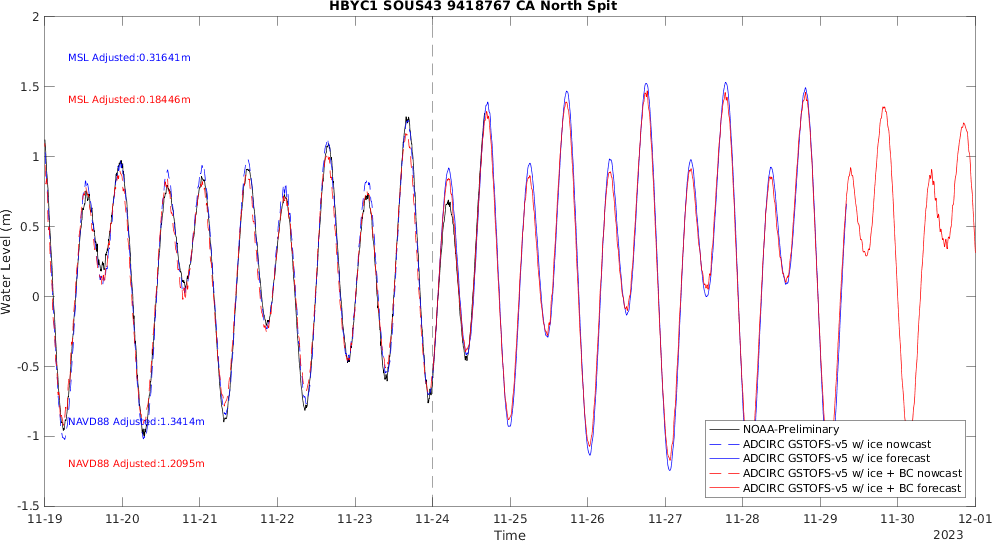 HBYC1 SOUS43 9418767 CA North Spit
MSL Adjusted:0.31641m
MSL Adjusted:0.18446m
NAVD88 Adjusted:1.3414m
NAVD88 Adjusted:1.2095m
Water Level (m)
2
1.5
1
0.5
0
-0.5
-1
-1.5
NOAA-Preliminary
ADCIRC GSTOFS-v5 w/ ice nowcast
ADCIRC GSTOFS-v5 w/ ice forecast
ADCIRC GSTOFS-v5 w/ ice + BC nowcast
ADCIRC GSTOFS-v5 w/ ice + BC forecast
11-19 11-20 11-21 11-22 11-23 11-24 11-25 11-26 11-27 11-28 11-29 11-30 12-01
Time
2023